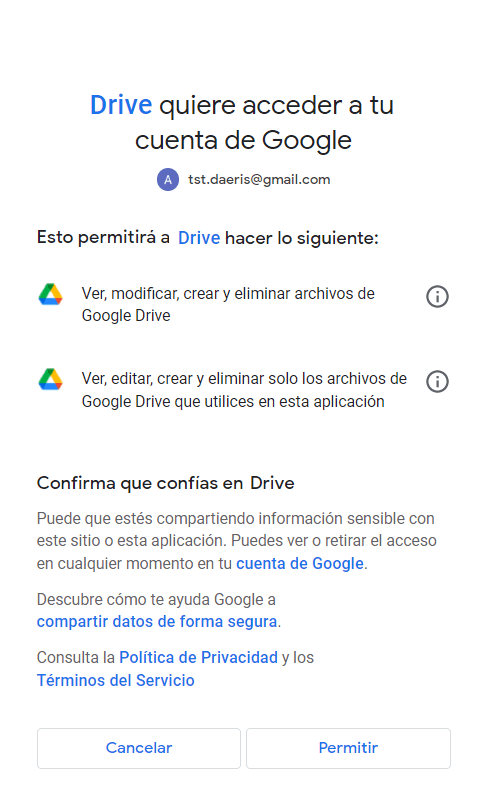 Drive quiere acceder a tu
cuenta de Google
A tst.daeris@gmail.com
Esto permitirá a Drive hacer lo siguiente:
Ver, modificar, crear y eliminar archivos de
Google Drive
Ver, editar, crear y eliminar solo los archivos de
Google Drive que utilices en esta aplicación
Confirma que confías en Drive
Puede que estés compartiendo información sensible con
este sitio o esta aplicación. Puedes ver o retirar el acceso
en cualquier momento en tu cuenta de Google.
Descubre cómo te ayuda Google a
compartir datos de forma segura.
Consulta la Política de Privacidad y los
Términos del Servicio
Cancelar Permitir